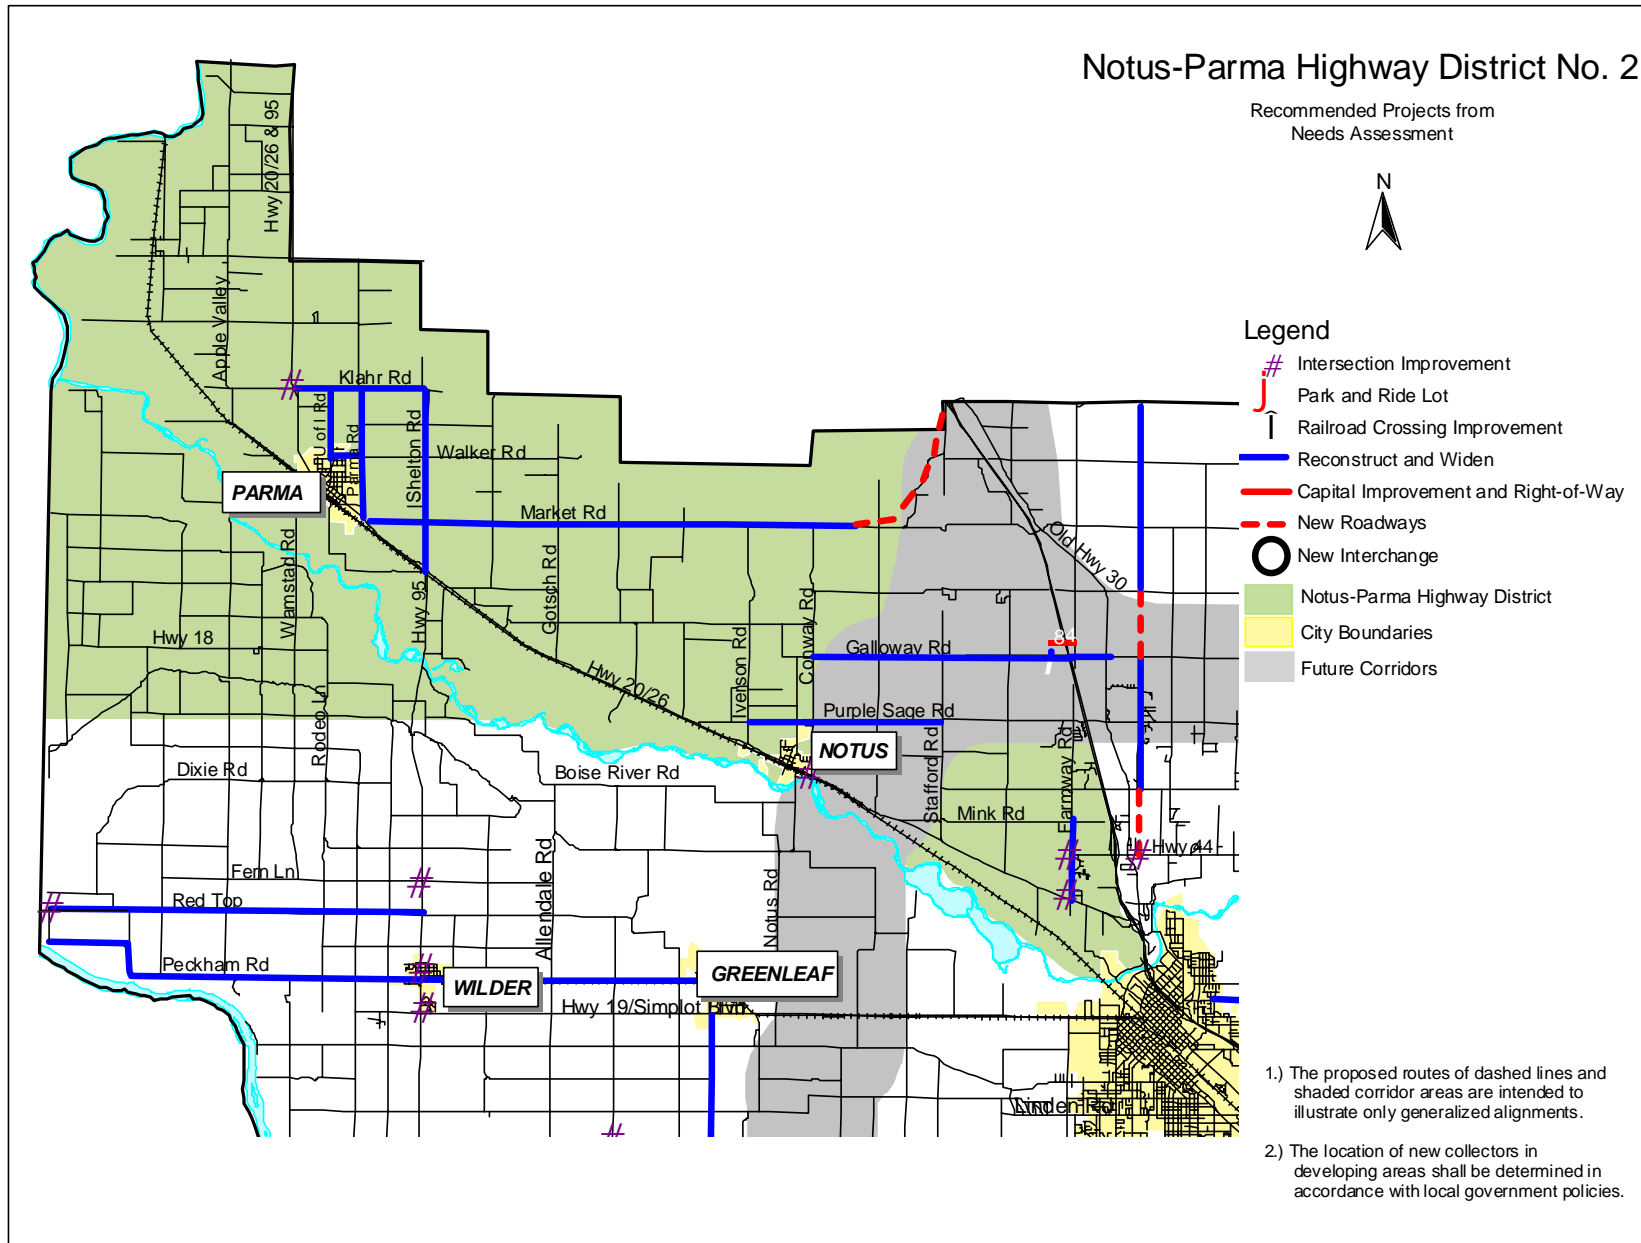 Notus-Parma Highway District No. 2
Recommended Projects from
Needs Assessment
N
Legend
Intersection Improvement
Park and Ride Lot
Railroad Crossing Improvement
Reconstruct and Widen
Capital Improvement and Right-of-Way
New Roadways
New Interchange
Notus-Parma Highway District
City Boundaries
Future Corridors
Hwy 20/26 & 95
Apple Valley
Klahr Rd
U of I Rd
Parma Rd
Shelton Rd
Walker Rd
PARMA
Market Rd
Wamstad Rd
Hwy 95
Gotsch Rd
Old Hwy 30
Hwy 18
Conway Rd
Iverson Rd
84
Galloway Rd
Hwy 20/26
Rodeo Ln
Purple Sage Rd
NOTUS
Stafford Rd
Farmway Rd
Dixie Rd
Boise River Rd
Mink Rd
Hwy 44
Fern Ln
Allendale Rd
Notus Rd
Red Top
Peckham Rd
WILDER
GREENLEAF
Hwy 19/Simplot Blvd
Linden Rd
1.) The proposed routes of dashed lines and
shaded corridor areas are intended to
illustrate only generalized alignments.
2.) The location of new collectors in
developing areas shall be determined in
accordance with local government policies.